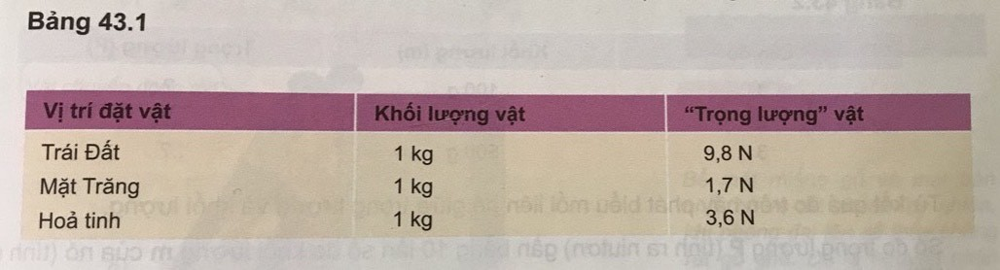 Bảng 43.1
Vị trí đặt vật Khối lượng vật “Trọng lượng” vật
Trái Đất 1 kg 9,8 N
Mặt Trăng 1 kg 1,7 N
Hoả tinh 1 kg 3,6 N